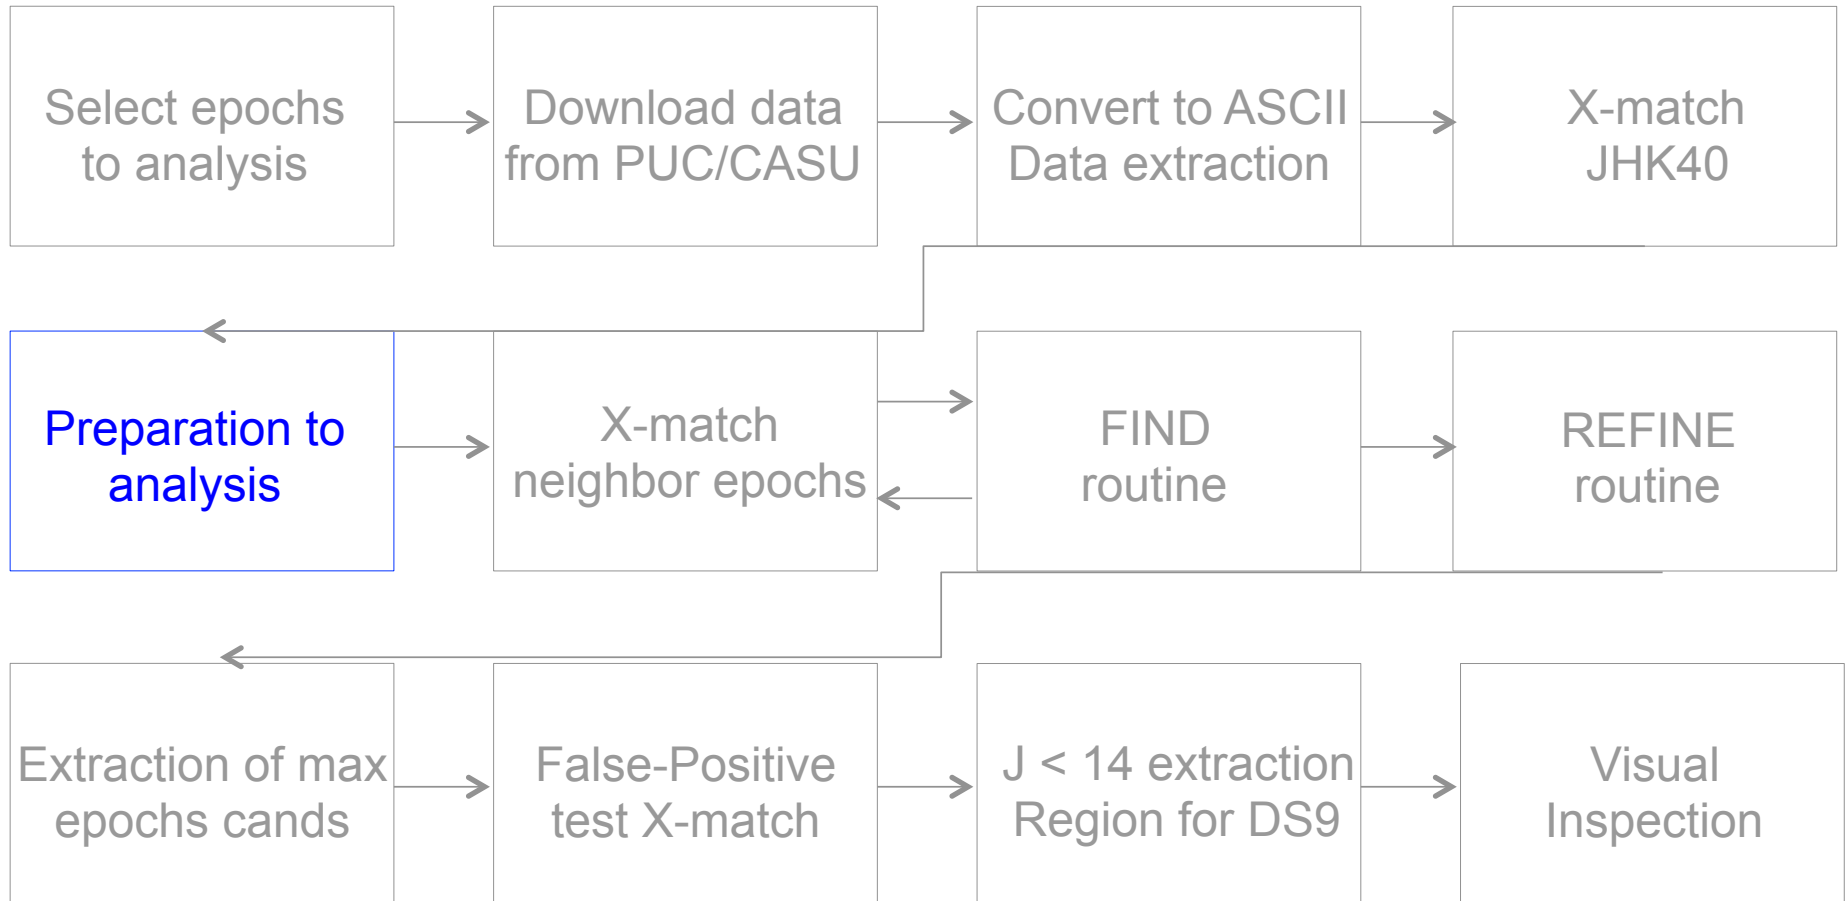 Select epochs
to analysis
Download data
from PUC/CASU
Convert to ASCII
Data extraction
X-match
JHK40
Preparation to
analysis
X-match
neighbor epochs
FIND
routine
REFINE
routine
Extraction of max
epochs cands
False-Positive
test X-match
J < 14 extraction
Region for DS9
Visual
Inspection